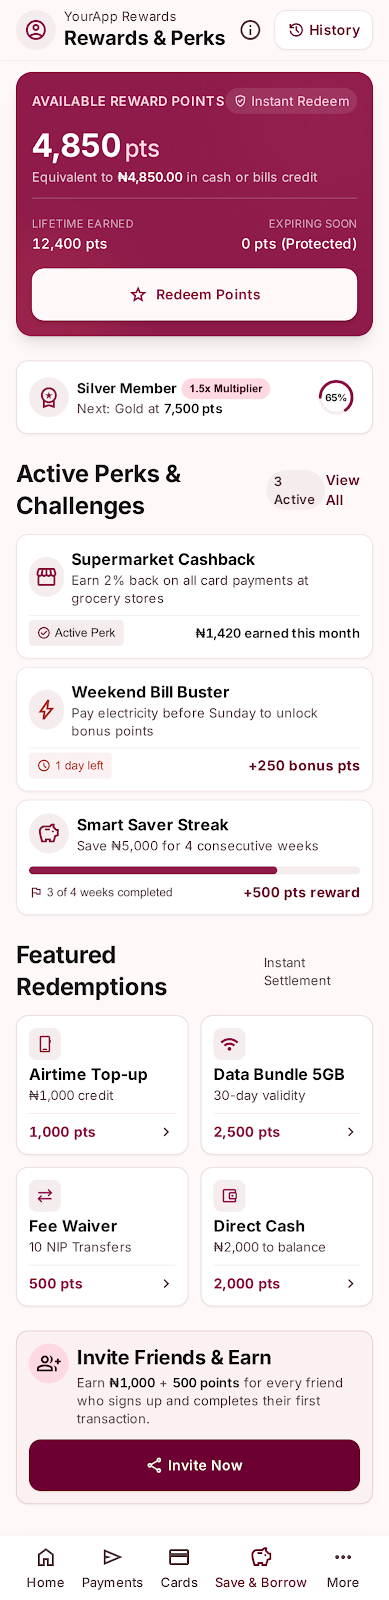 YourApp Rewards
Rewards & Perks
History
AVAILABLE REWARD POINTS
Instant Redeem
4,850 pts
Equivalent to ₦4,850.00 in cash or bills credit
LIFETIME EARNED
EXPIRING SOON
12,400 pts
0 pts (Protected)
Redeem Points
Silver Member
1.5x Multiplier
Next: Gold at 7,500 pts
65%
Active Perks &
Challenges
3
Active
View
All
Supermarket Cashback
Earn 2% back on all card payments at
grocery stores
Active Perk
₦1,420 earned this month
Weekend Bill Buster
Pay electricity before Sunday to unlock
bonus points
1 day left
+250 bonus pts
Smart Saver Streak
Save ₦5,000 for 4 consecutive weeks
3 of 4 weeks completed
+500 pts reward
Featured
Redemptions
Instant
Settlement
Airtime Top-up
₦1,000 credit
1,000 pts
Data Bundle 5GB
30-day validity
2,500 pts
Fee Waiver
10 NIP Transfers
500 pts
Direct Cash
₦2,000 to balance
2,000 pts
Invite Friends & Earn
Earn ₦1,000 + 500 points for every friend
who signs up and completes their first
transaction.
Invite Now
Home
Payments
Cards
Save & Borrow
More